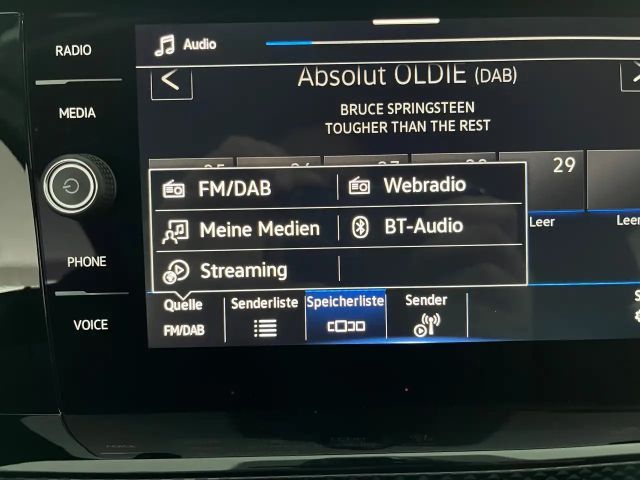 RADIO
MEDIA
PHONE
VOICE
Audio
Absolut OLDIE (DAB)
BRUCE SPRINGSTEEN
TOUGHER THAN THE REST
29
FM/DAB
Webradio
Meine Medien
BT-Audio
Streaming
Leer
Leer
Quelle
FM/DAB
Senderliste
Speicherliste
Sender